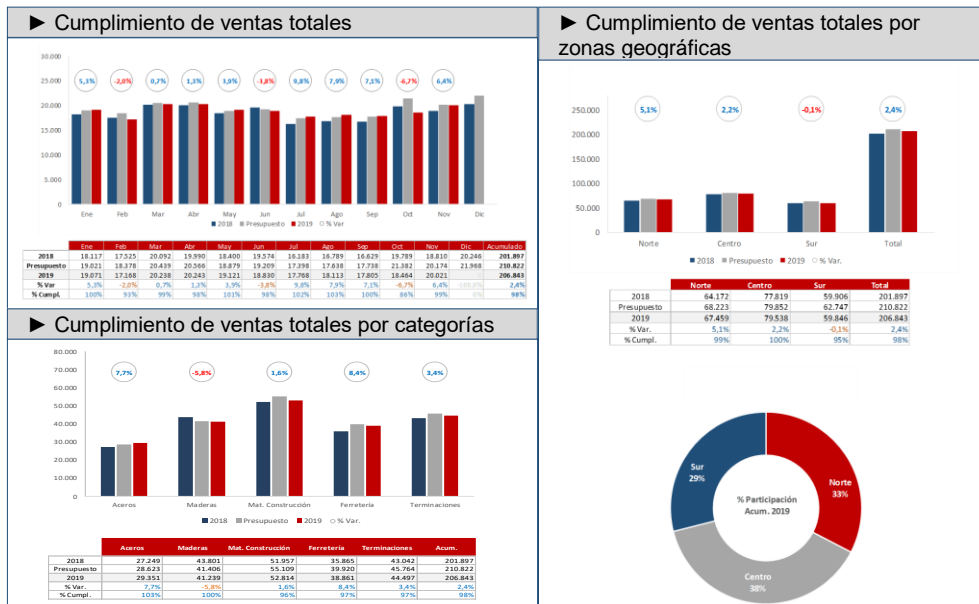 ► Cumplimiento de ventas totales
30.000
25.000
20.000
15.000
10.000
5.000
0
5,3% -2,0% 0,7% 1,3% 3,9% -3,8% 9,8% 7,9% 7,1% -6,7% 6,4%
Ene Feb Mar Abr May Jun Jul Ago Sep Oct Nov Dic
2018 Presupuesto 2019 % Var
Ene Feb Mar Abr May Jun Jul Ago Sep Oct Nov Dic Acumulado
2018 18.117 17.525 20.092 19.990 18.400 19.574 16.183 16.789 16.629 19.789 18.810 20.246 201.897
Presupuesto 19.021 18.378 20.439 20.566 18.879 19.209 17.398 17.638 17.738 21.382 20.174 21.968 210.822
2019 19.071 17.168 20.238 20.243 19.121 18.830 17.768 18.113 17.805 18.464 20.021 206.843
% Var 5,3% -2,0% 0,7% 1,3% 3,9% -3,8% 9,8% 7,9% 7,1% -6,7% 6,4% -100,0% 2,4%
% Cumpl. 100% 93% 99% 98% 101% 98% 102% 103% 100% 86% 99% 0% 98%
► Cumplimiento de ventas totales por categorías
80.000
70.000
60.000
50.000
40.000
30.000
20.000
10.000
0
7,7% -5,8% 1,6% 8,4% 3,4%
Aceros Maderas Mat. Construcción Ferretería Terminaciones
2018 Presupuesto 2019 % Var.
Aceros Maderas Mat. Construcción Ferretería Terminaciones Acum.
2018 27.249 43.801 51.957 35.865 43.042 201.897
Presupuesto 28.623 41.406 55.109 39.920 45.764 210.822
2019 29.351 41.239 52.814 38.861 44.497 206.843
% Var. 7,7% -5,8% 1,6% 8,4% 3,4% 2,4%
% Cumpl. 103% 100% 96% 97% 97% 98%
► Cumplimiento de ventas totales por
zonas geográficas
250.000
200.000
150.000
100.000
50.000
0
5,1% 2,2% -0,1% 2,4%
Norte Centro Sur Total
2018 Presupuesto 2019 % Var.
Norte Centro Sur Total
2018 64.172 77.819 59.906 201.897
Presupuesto 68.223 79.852 62.747 210.822
2019 67.459 79.538 59.846 206.843
% Var. 5,1% 2,2% -0,1% 2,4%
% Cumpl. 99% 100% 95% 98%
Sur
29%
Norte
33%
% Participación
Acum. 2019
Centro
38%